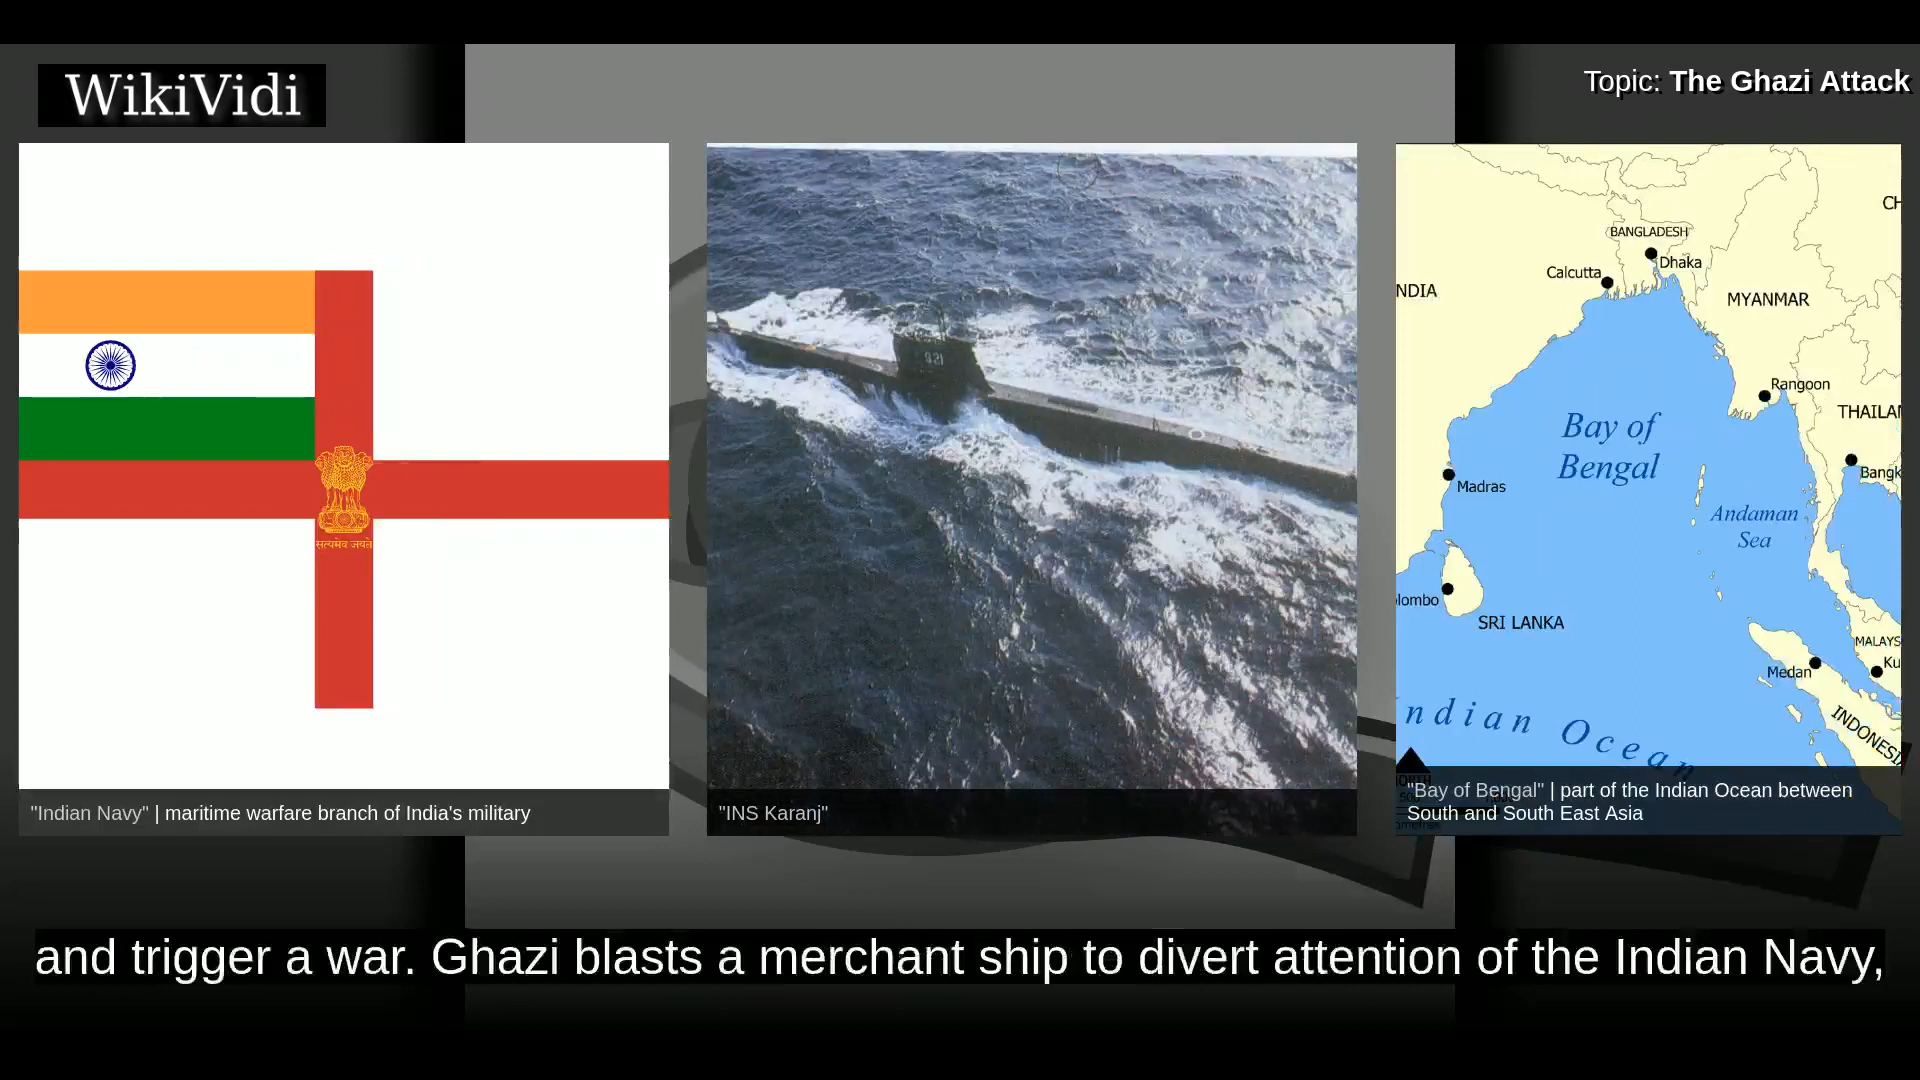 WikiVidi
Topic: The Ghazi Attack
सत्यमेव जयते
"Indian Navy" | maritime warfare branch of India's military
921
"INS Karanj"
CH
BANGLADESH
Dhaka
Calcutta
NDIA
MYANMAR
Rangoon
THAILAN
Bay of
Bengal
Bangk
Madras
Andaman
Sea
lombo
SRI LANKA
MALAYS
Ku
Medan
INDONESIA
ndian Ocean
"Bay of Bengal" | part of the Indian Ocean between
South and South East Asia
and trigger a war. Ghazi blasts a merchant ship to divert attention of the Indian Navy,